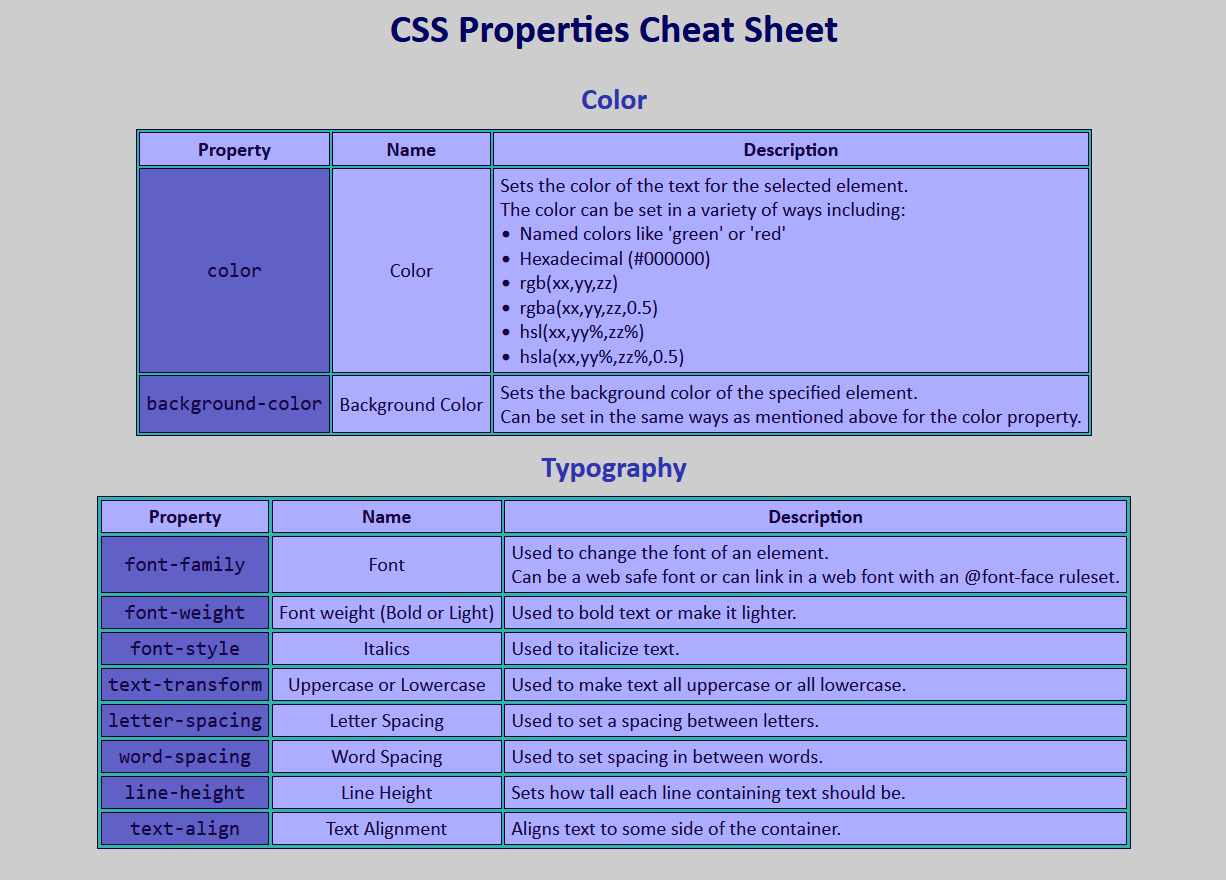 CSS Properties Cheat Sheet
Color
Property Name Description
color Color
Sets the color of the text for the selected element.
The color can be set in a variety of ways including:
• Named colors like 'green' or 'red'
• Hexadecimal (#000000)
• rgb(xx,yy,zz)
• rgba(xx,yy,zz,0.5)
• hsl(xx,yy%,zz%)
• hsla(xx,yy%,zz%,0.5)
background-color Background Color
Sets the background color of the specified element.
Can be set in the same ways as mentioned above for the color property.
Typography
Property Name Description
font-family Font
Used to change the font of an element.
Can be a web safe font or can link in a web font with an @font-face ruleset.
font-weight Font weight (Bold or Light) Used to bold text or make it lighter.
font-style Italics Used to italicize text.
text-transform Uppercase or Lowercase Used to make text all uppercase or all lowercase.
letter-spacing Letter Spacing Used to set a spacing between letters.
word-spacing Word Spacing Used to set spacing in between words.
line-height Line Height Sets how tall each line containing text should be.
text-align Text Alignment Aligns text to some side of the container.